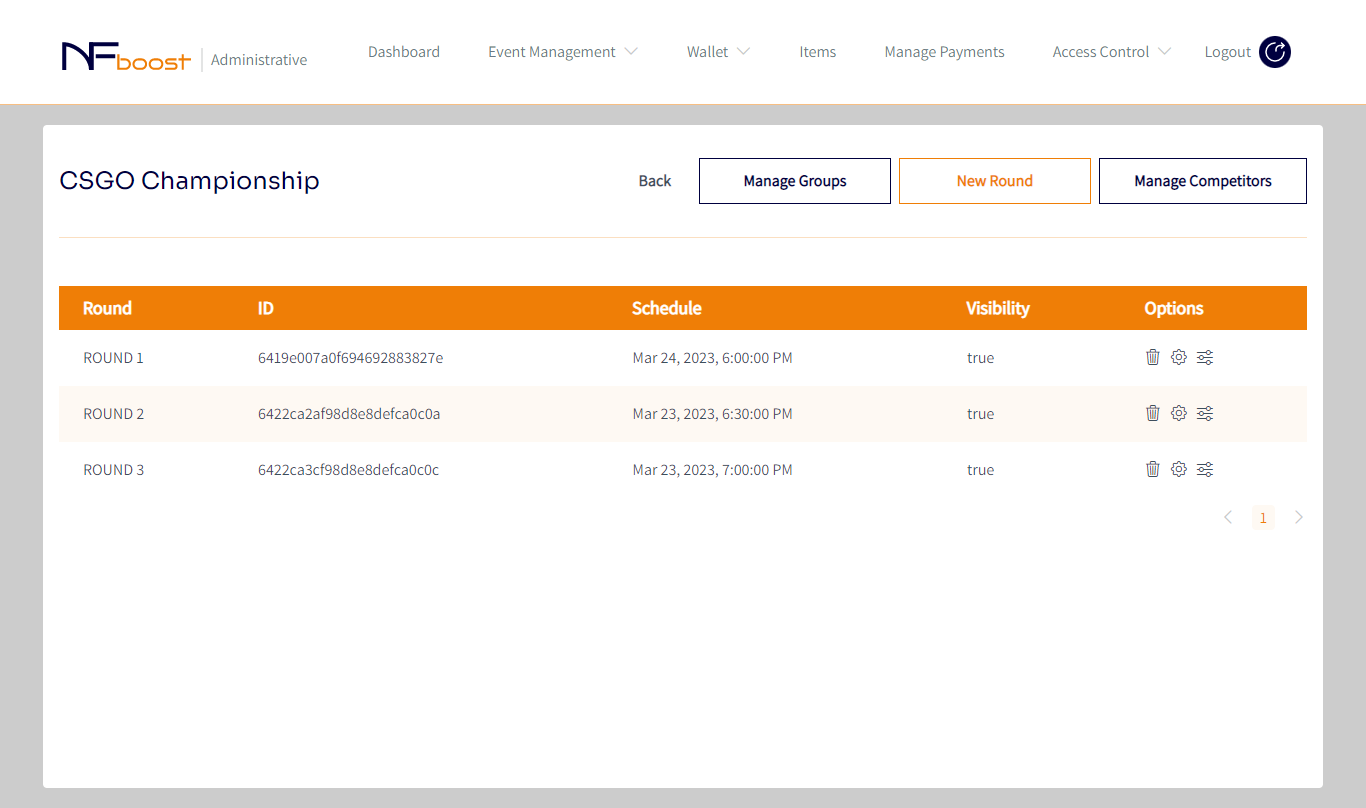 NFboost Administrative Dashboard Event Management Wallet Items Manage Payments Access Control Logout
CSGO Championship Back Manage Groups New Round Manage Competitors
Round ID Schedule Visibility Options
ROUND 1 6419e007a0f694692883827e Mar 24, 2023, 6:00:00 PM true
ROUND 2 6422ca2af98d8e8defca0c0a Mar 23, 2023, 6:30:00 PM true
ROUND 3 6422ca3cf98d8e8defca0c0c Mar 23, 2023, 7:00:00 PM true
1